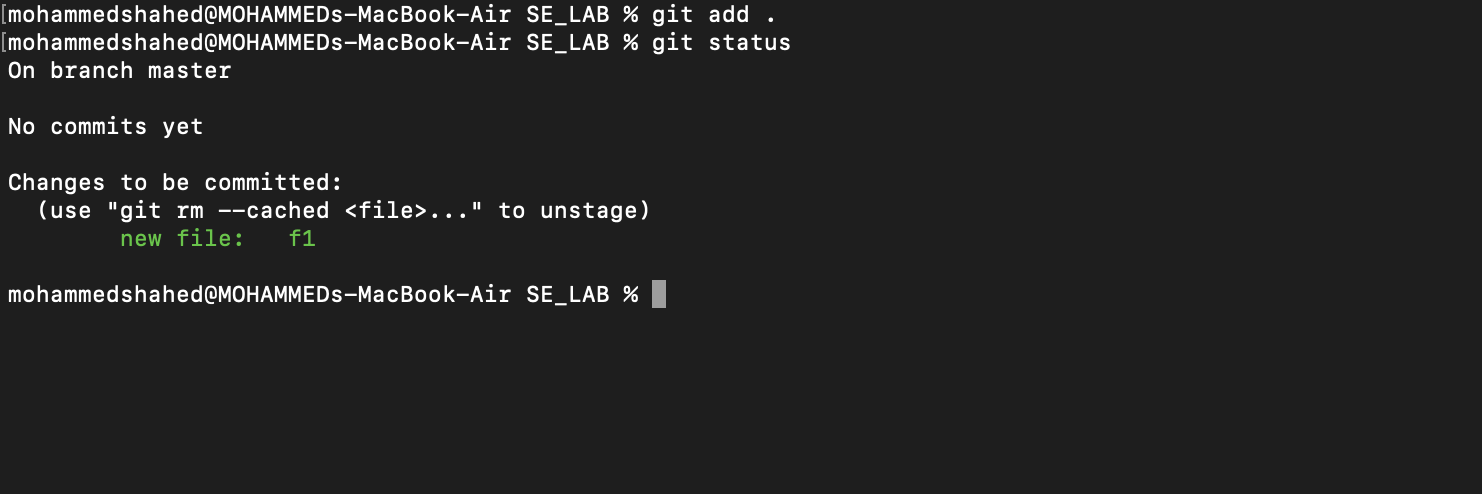 [mohammedshahed@MOHAMMEDs-MacBook-Air SE_LAB % git add .
[mohammedshahed@MOHAMMEDs-MacBook-Air SE_LAB % git status
On branch master
No commits yet
Changes to be committed:
  (use "git rm --cached <file>..." to unstage)
        new file:   f1
mohammedshahed@MOHAMMEDs-MacBook-Air SE_LAB %